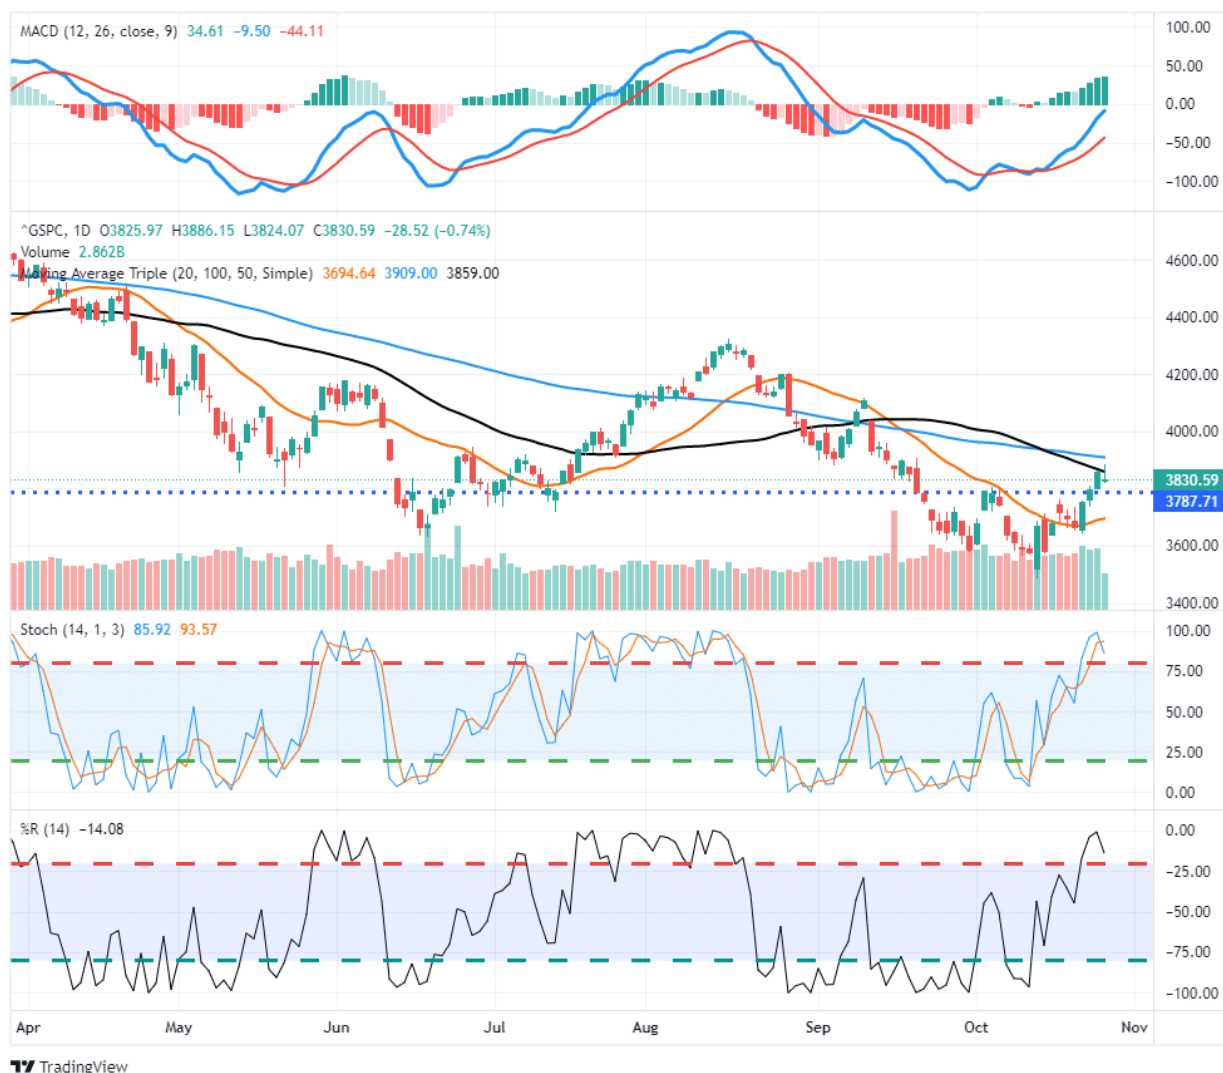 MACD (12, 26, close, 9) 34.61 −9.50 −44.11
100.00
50.00
0.00
−50.00
−100.00
^GSPC, 1D O3825.97 H3886.15 L3824.07 C3830.59 −28.52 (−0.74%)
Volume 2.862B
Moving Average Triple (20, 100, 50, Simple) 3694.64 3909.00 3859.00
4600.00
4400.00
4200.00
4000.00
3830.59
3787.71
3600.00
3400.00
Stoch (14, 1, 3) 85.92 93.57
100.00
75.00
50.00
25.00
0.00
%R (14) −14.08
0.00
−25.00
−50.00
−75.00
−100.00
Apr May Jun Jul Aug Sep Oct Nov
TradingView